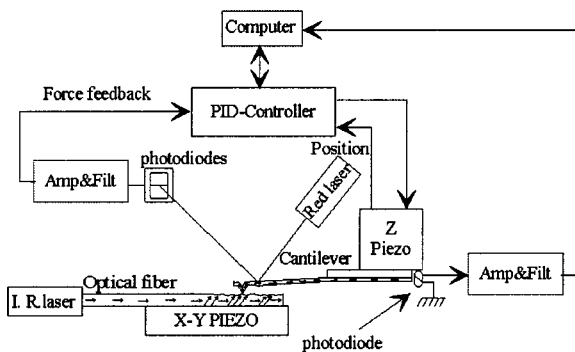 Computer
Force feedback
PID-Controller
photodiodes
Position
Amp&Filt
Red laser
Z
Piezo
Cantilever
Optical fiber
Amp&Filt
I. R. laser
X-Y PIEZO
photodiode